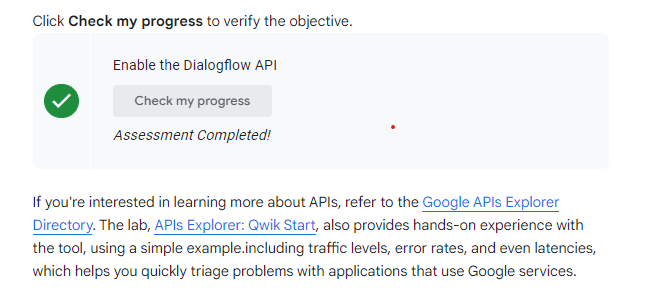 Click Check my progress to verify the objective.
Enable the Dialogflow API
Check my progress
Assessment Completed!
If you're interested in learning more about APIs, refer to the Google APIs Explorer
Directory. The lab, APIs Explorer: Qwik Start, also provides hands-on experience with
the tool, using a simple example.including traffic levels, error rates, and even latencies,
which helps you quickly triage problems with applications that use Google services.